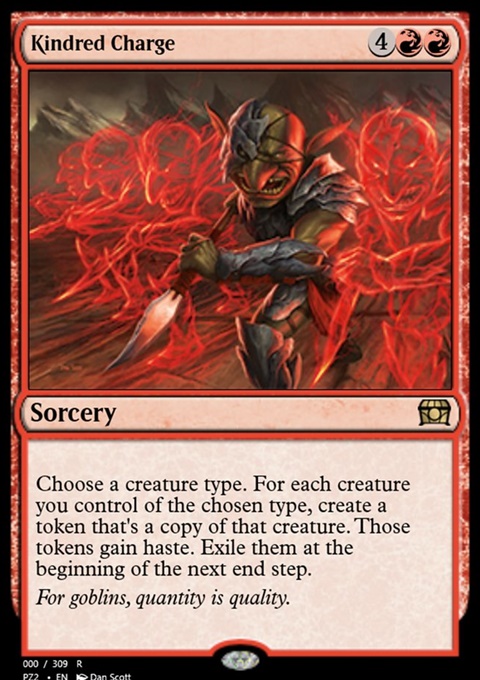 Kindred Charge 4
Sorcery
Choose a creature type. For each creature
you control of the chosen type, create a
token that's a copy of that creature. Those
tokens gain haste. Exile them at the
beginning of the next end step.
For goblins, quantity is quality.
000 / 309 R
PZ2 • EN Dan Scott